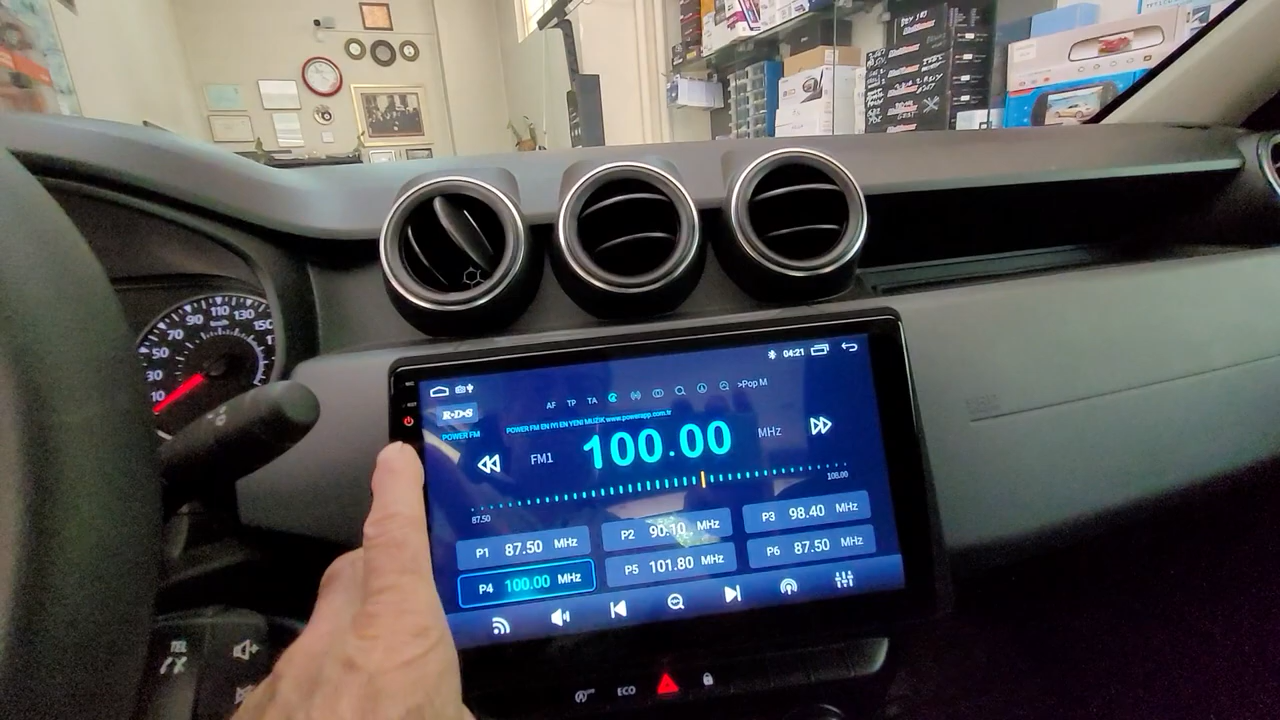 04:21
R·D·S
AF TP TA >Pop M
POWER FM
POWER FM EN IYI EN YENI MUZIK www.powerapp.com.tr
FM1 100.00 MHz
87.50 108.00
P1 87.50 MHz
P2 90.10 MHz
P3 98.40 MHz
P4 100.00 MHz
P5 101.80 MHz
P6 87.50 MHz
30 50 70 90 110 130 150
km/h
TEL
ECO